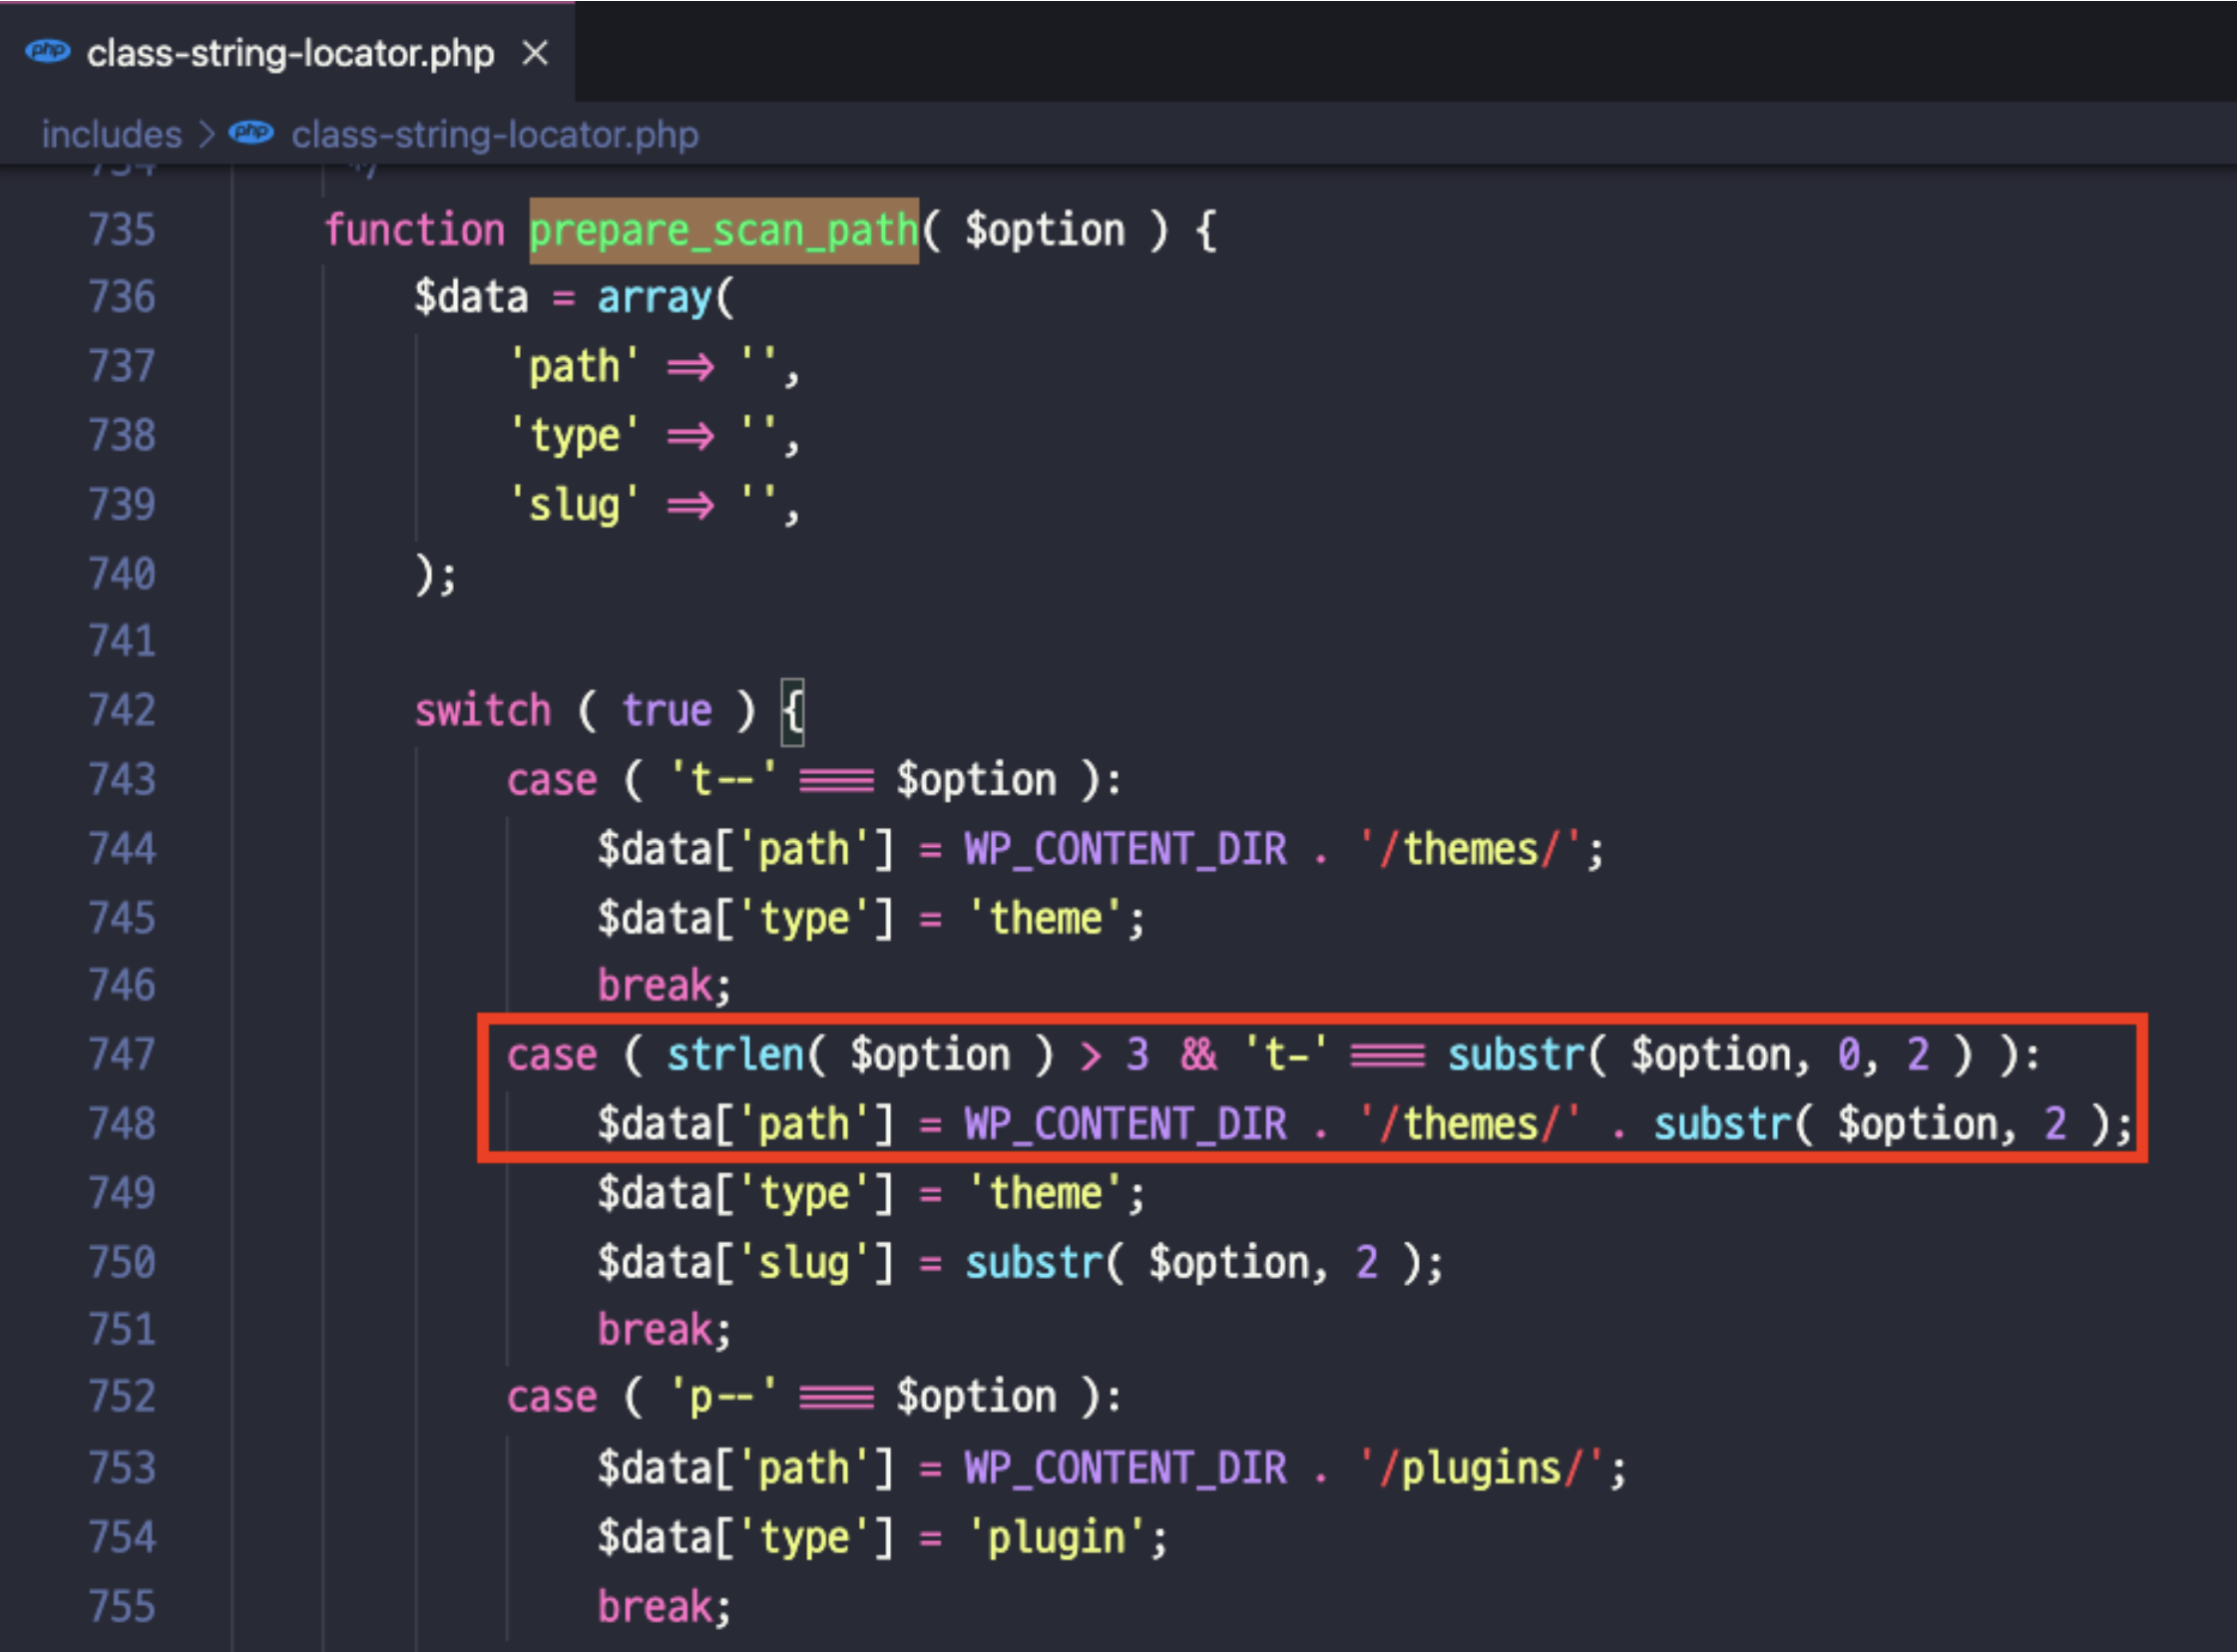 php class-string-locator.php ×
includes > php class-string-locator.php
734 */
735 function prepare_scan_path( $option ) {
736 $data = array(
737 'path' => '',
738 'type' => '',
739 'slug' => '',
740 );
741
742 switch ( true ) {
743 case ( 't--' === $option ):
744 $data['path'] = WP_CONTENT_DIR . '/themes/';
745 $data['type'] = 'theme';
746 break;
747 case ( strlen( $option ) > 3 && 't-' === substr( $option, 0, 2 ) ):
748 $data['path'] = WP_CONTENT_DIR . '/themes/' . substr( $option, 2 );
749 $data['type'] = 'theme';
750 $data['slug'] = substr( $option, 2 );
751 break;
752 case ( 'p--' === $option ):
753 $data['path'] = WP_CONTENT_DIR . '/plugins/';
754 $data['type'] = 'plugin';
755 break;